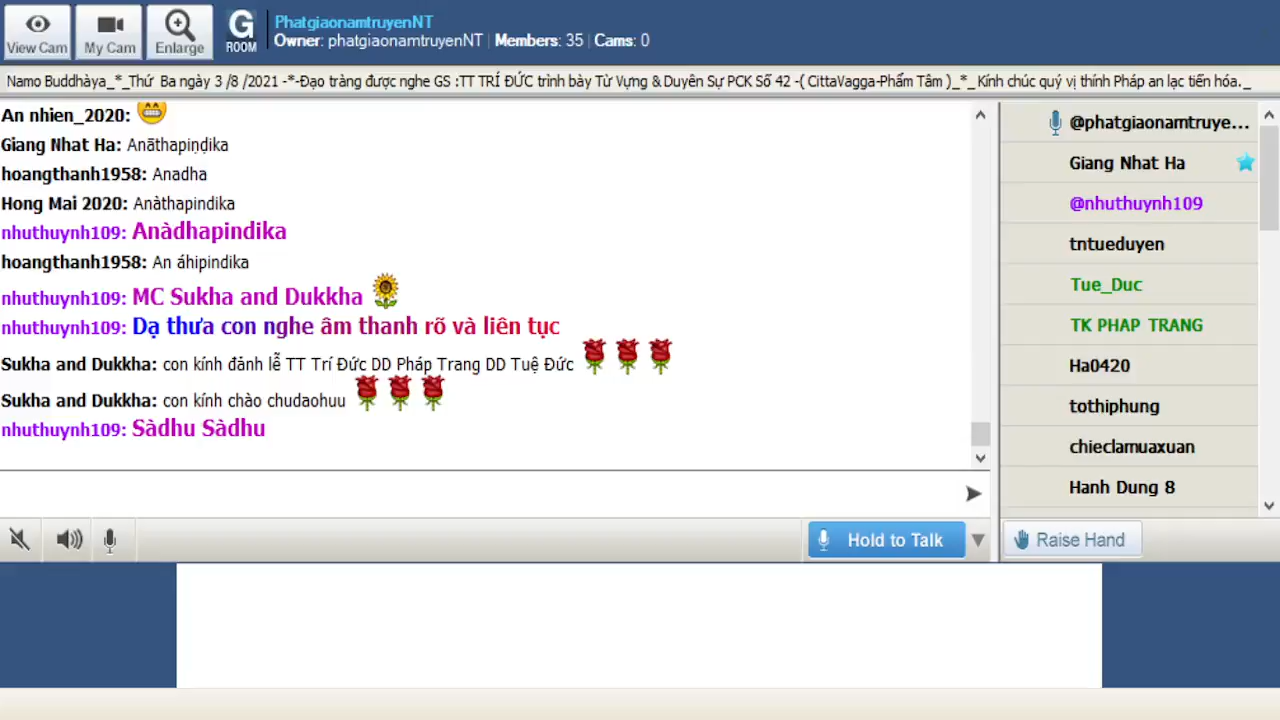 View Cam
My Cam
Enlarge
G
ROOM
PhatgiaonamtruyenNT
Owner: phatgiaonamtruyenNT | Members: 35 | Cams: 0
Namo Buddhàya_*_Thứ Ba ngày 3 /8 /2021 -*-Đạo tràng được nghe GS :TT TRÍ ĐỨC trình bày Từ Vựng & Duyên Sự PCK Số 42 -( CittaVagga-Phẩm Tâm )_*_ Kính chúc quý vị thính Pháp an lạc tiến hóa._
An nhien_2020:
Giang Nhat Ha: Anāthapiṇḍika
hoangthanh1958: Anadha
Hong Mai 2020: Anàthapindika
nhuthuynh109: Anàdhapindika
hoangthanh1958: An áhipindika
nhuthuynh109: MC Sukha and Dukkha
nhuthuynh109: Dạ thưa con nghe âm thanh rõ và liên tục
Sukha and Dukkha: con kính đảnh lễ TT Trí Đức DD Pháp Trang DD Tuệ Đức
Sukha and Dukkha: con kính chào chudaohuu
nhuthuynh109: Sàdhu Sàdhu
@phatgiaonamtruye...
Giang Nhat Ha
@nhuthuynh109
tntueduyen
Tue_Duc
TK PHAP TRANG
Ha0420
tothiphung
chieclamuaxuan
Hanh Dung 8
Hold to Talk
Raise Hand